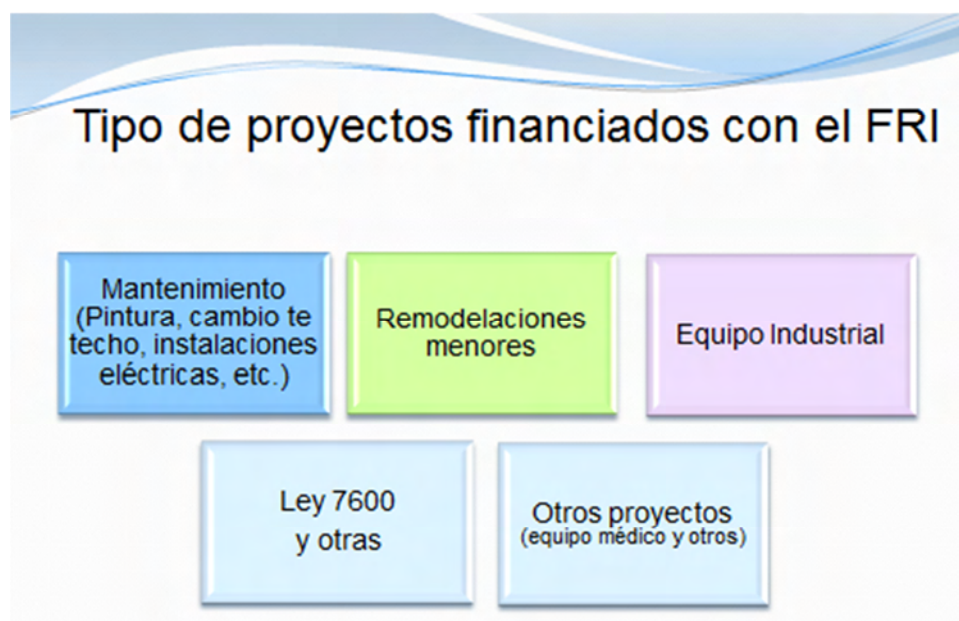 Tipo de proyectos financiados con el FRI
Mantenimiento
(Pintura, cambio te
techo, instalaciones
eléctricas, etc.)
Remodelaciones
menores
Equipo Industrial
Ley 7600
y otras
Otros proyectos
(equipo médico y otros)